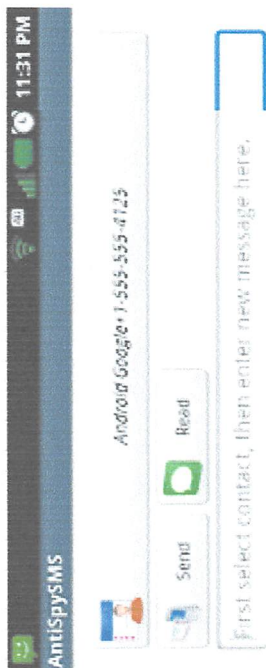 11:31 PM
AntiSpySMS
Android Google• 1-555-555-4125
Send
Read
First select contact, then enter new message here.